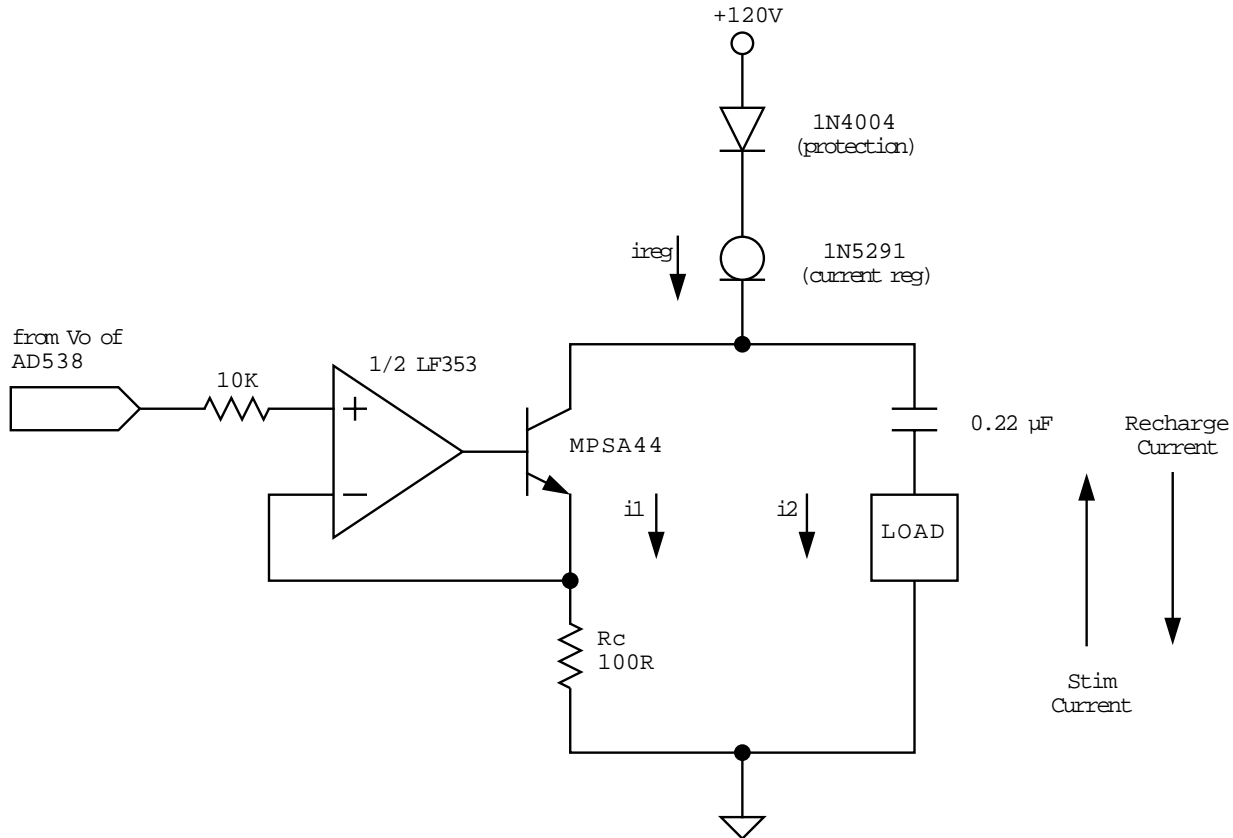 +120V
1N4004
(protection)
ireg
1N5291
(current reg)
from Vo of
AD538
10K
1/2 LF353
+
−
MPSA44
i1
i2
0.22 µF
LOAD
Recharge
Current
Rc
100R
Stim
Current